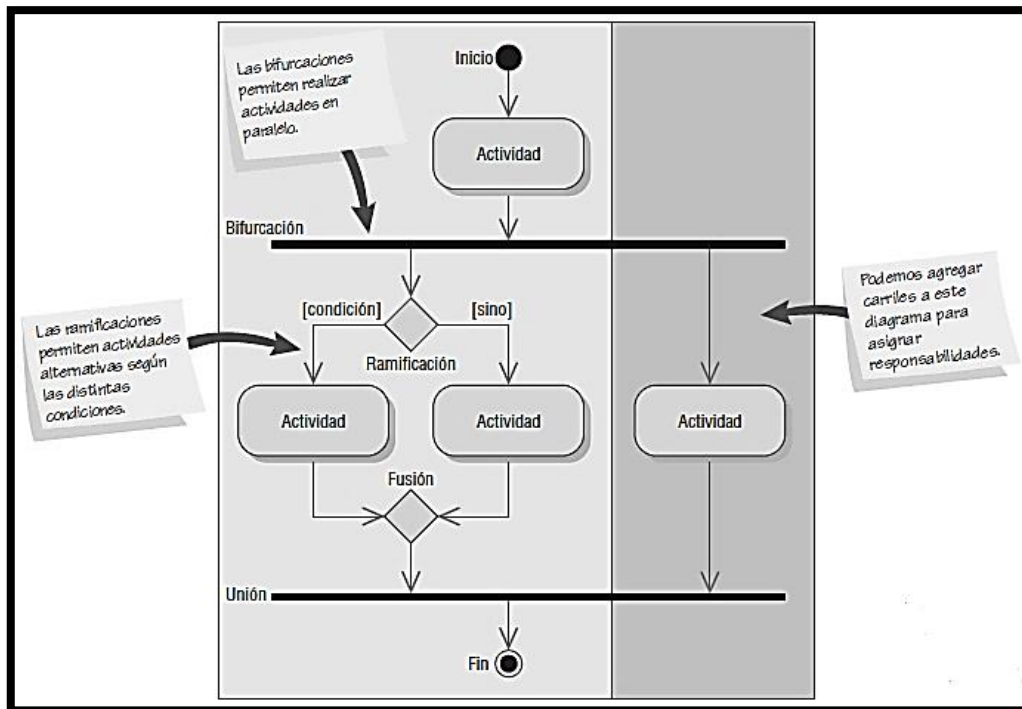 Las bifurcaciones
permiten realizar
actividades en
paralelo.
Inicio
Actividad
Bifurcación
[condición]
[sino]
Ramificación
Las ramificaciones
permiten actividades
alternativas según
las distintas
condiciones.
Podemos agregar
carriles a este
diagrama para
asignar
responsabilidades.
Actividad
Actividad
Actividad
Fusión
Unión
Fin